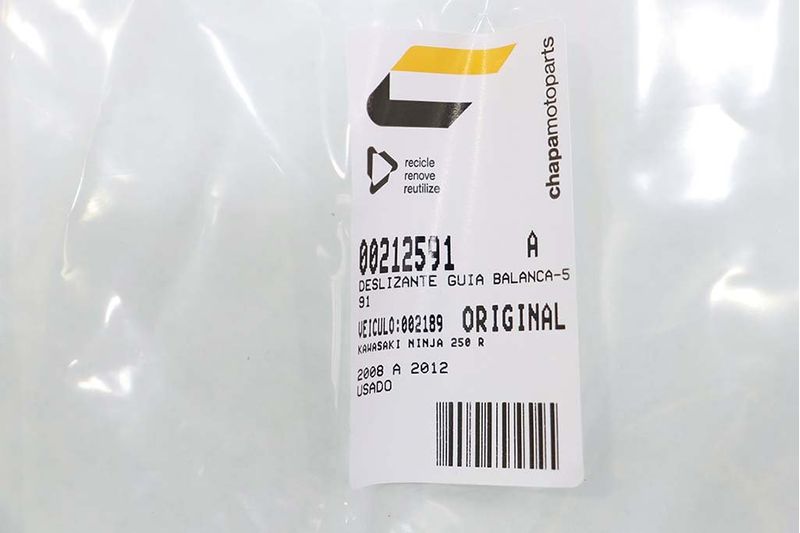 chapamotoparts
recicle
renove
reutilize
00212591 A
DESLIZANTE GUIA BALANCA-5
91
VEICULO:002189 ORIGINAL
KAWASAKI NINJA 250 R
2008 A 2012
USADO